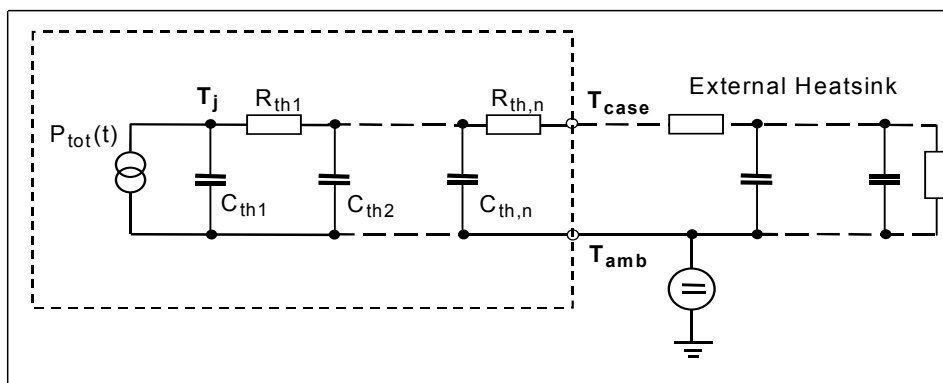 External Heatsink
T_j
R_th1
R_th,n
T_case
P_tot(t)
C_th1
C_th2
C_th,n
T_amb